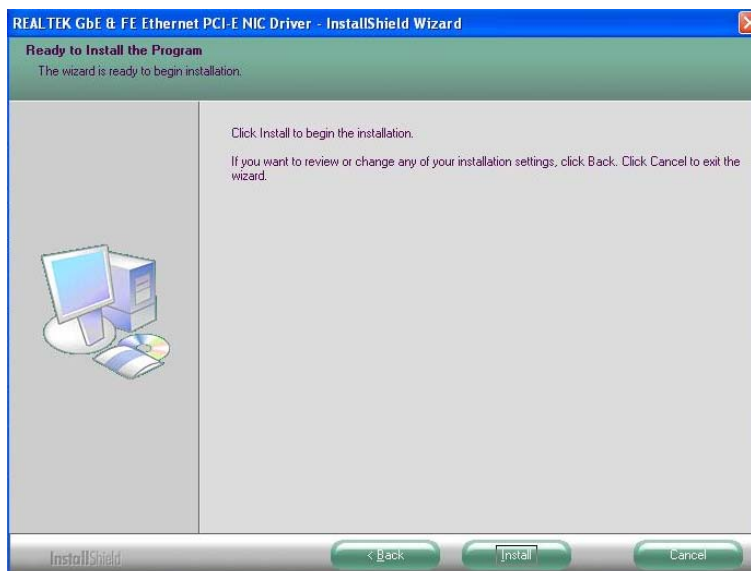 REALTEK GbE & FE Ethernet PCI-E NIC Driver - InstallShield Wizard
Ready to Install the Program
The wizard is ready to begin installation.
Click Install to begin the installation.
If you want to review or change any of your installation settings, click Back. Click Cancel to exit the
wizard.
InstallShield
< Back
Install
Cancel